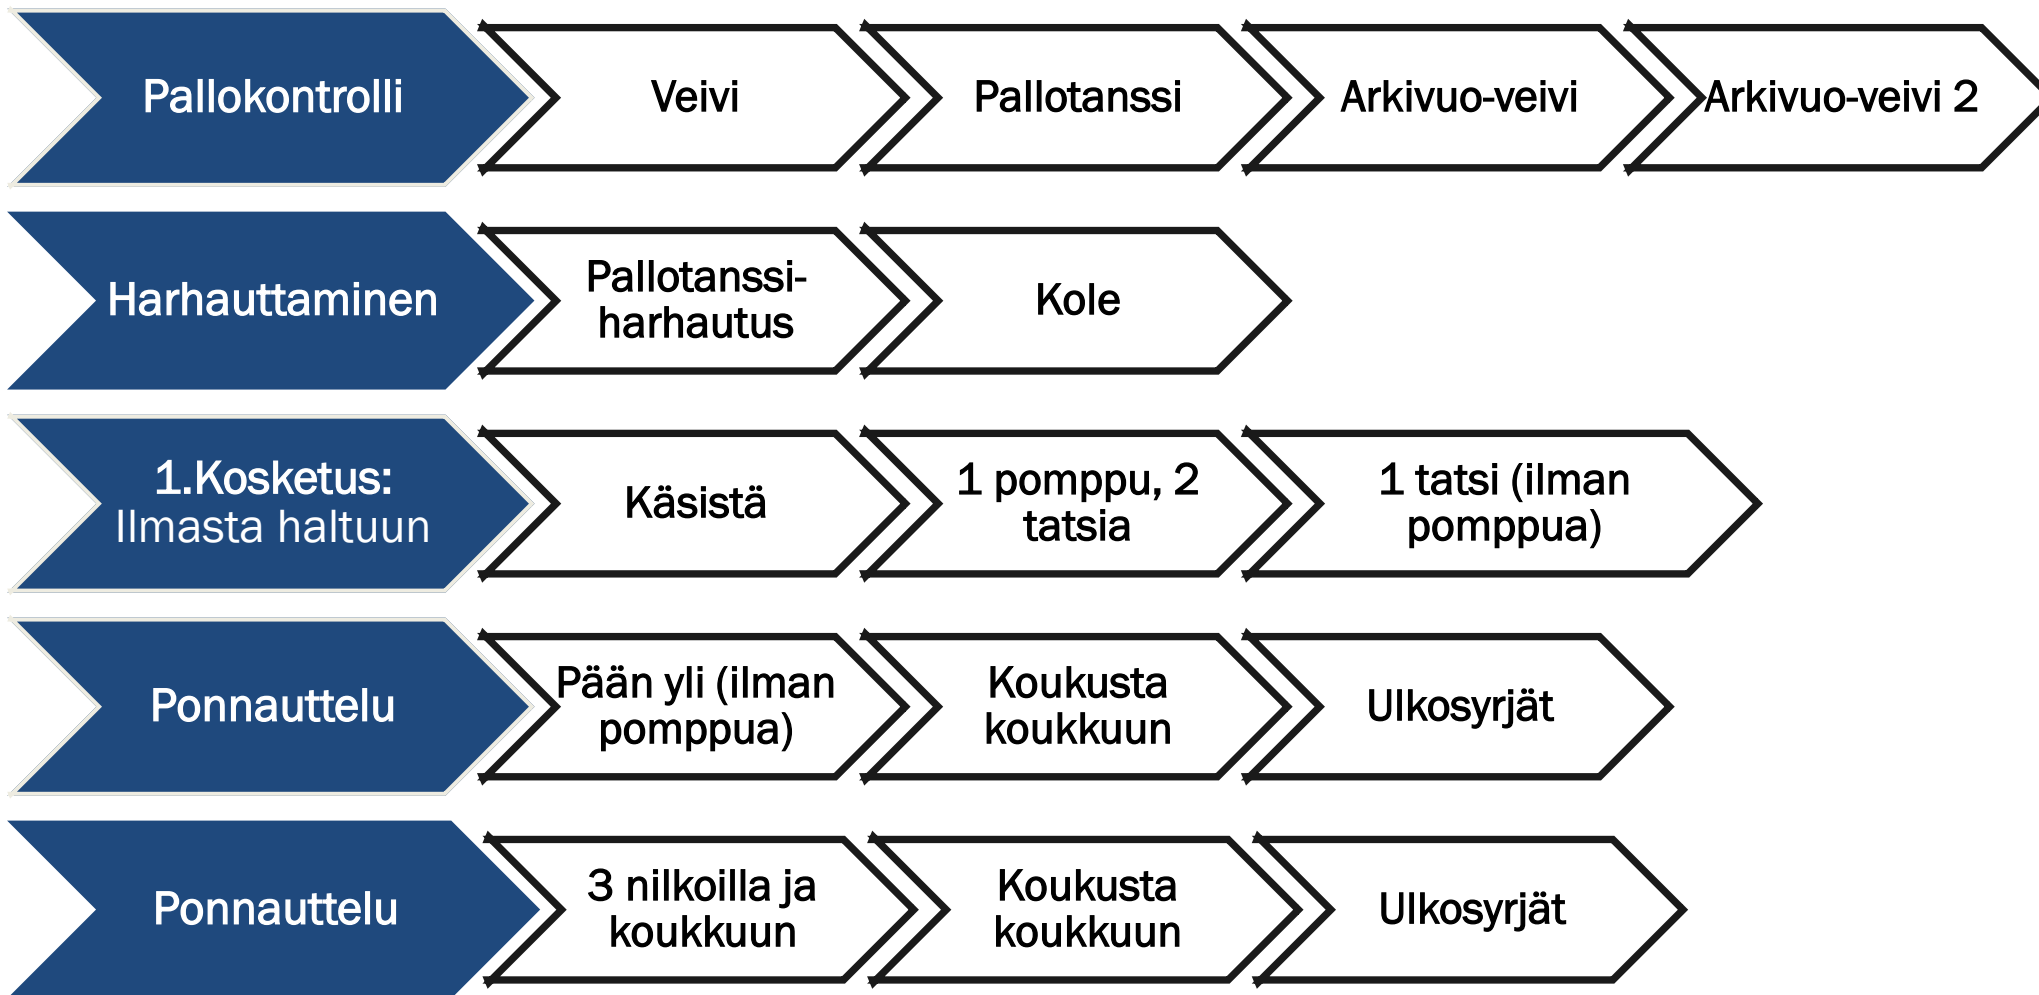 Pallokontrolli
Veivi
Pallotanssi
Arkivuo-veivi
Arkivuo-veivi 2
Harhauttaminen
Pallotanssi-
harhautus
Kole
1.Kosketus:
Ilmasta haltuun
Käsistä
1 pomppu, 2
tatsia
1 tatsi (ilman
pomppua)
Ponnauttelu
Pään yli (ilman
pomppua)
Koukusta
koukkuun
Ulkosyrjät
Ponnauttelu
3 nilkoilla ja
koukkuun
Koukusta
koukkuun
Ulkosyrjät